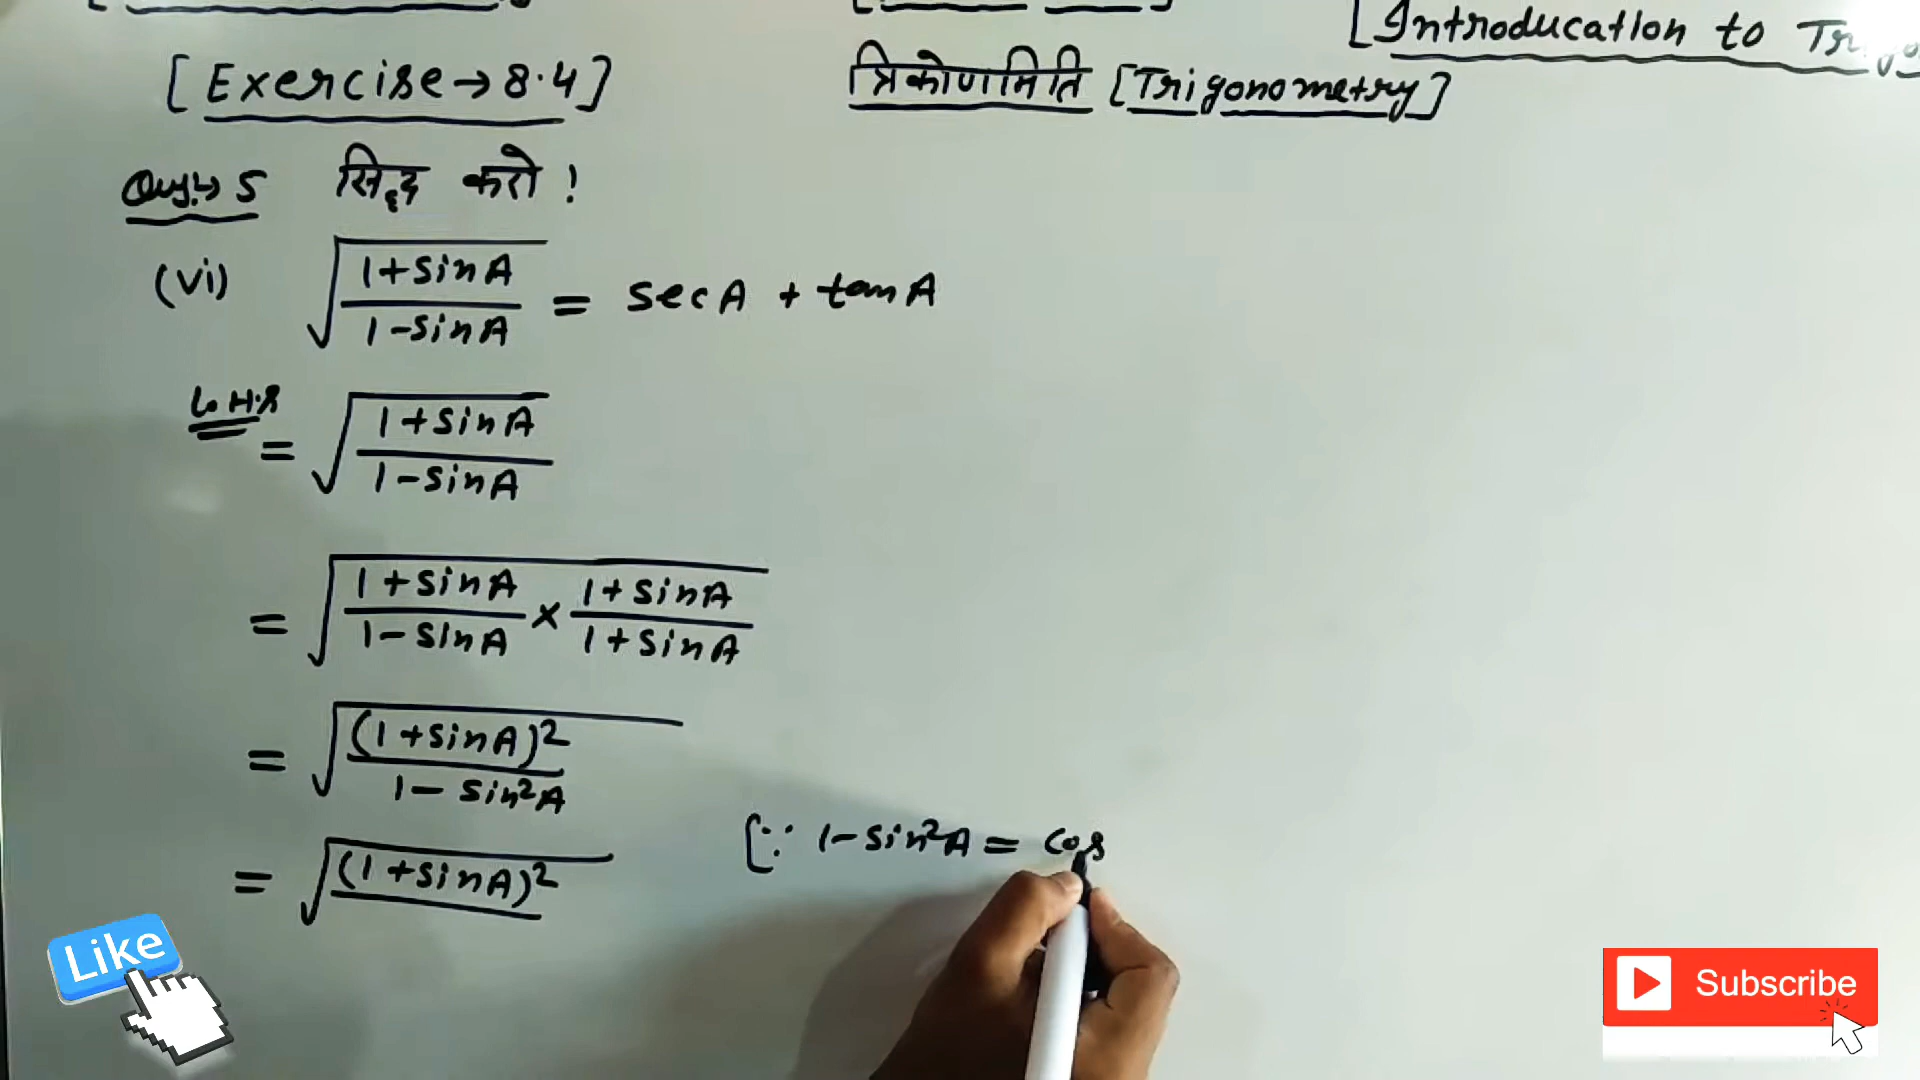 [Introducation to
[Exercise→8.4]
त्रिकोणमिति [Trigonometry]
Ques.→ 5 सिद्ध करो !
(vi) √((1+sinA)/(1-sinA)) = secA + tanA
L.H.S
= √((1+sinA)/(1-sinA))
= √((1+sinA)/(1-sinA) × (1+sinA)/(1+sinA))
= √((1+sinA)²/(1-sin²A))
= √((1+sinA)²
[∵ 1-sin²A = cos
Like
Subscribe